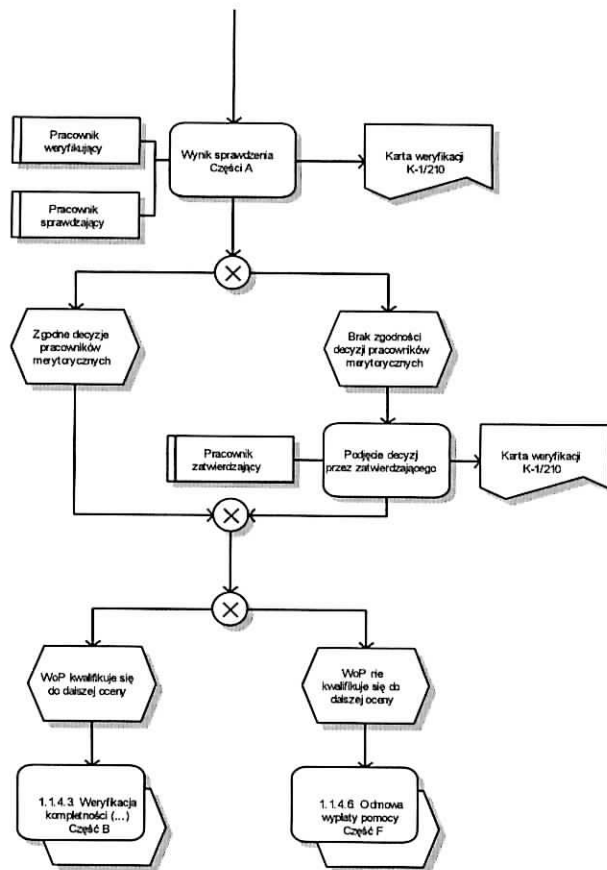 Pracownik
weryfikujący
Wynik sprawdzenia
Części A
Karta weryfikacji
K-1/210
Pracownik
sprawdzający
Zgodne decyzje
pracowników
merytorycznych
Brak zgodności
decyzji pracowników
merytorycznych
Pracownik
zatwierdzający
Podjęcie decyzji
przez zatwierdzającego
Karta weryfikacji
K-1/210
WoP kwalifikuje się
do dalszej oceny
WoP nie
kwalifikuje się do
dalszej oceny
1.1.4.3. Weryfikacja
kompletności (...)
Część B
1.1.4.6. Odmowa
wypłaty pomocy
Część F